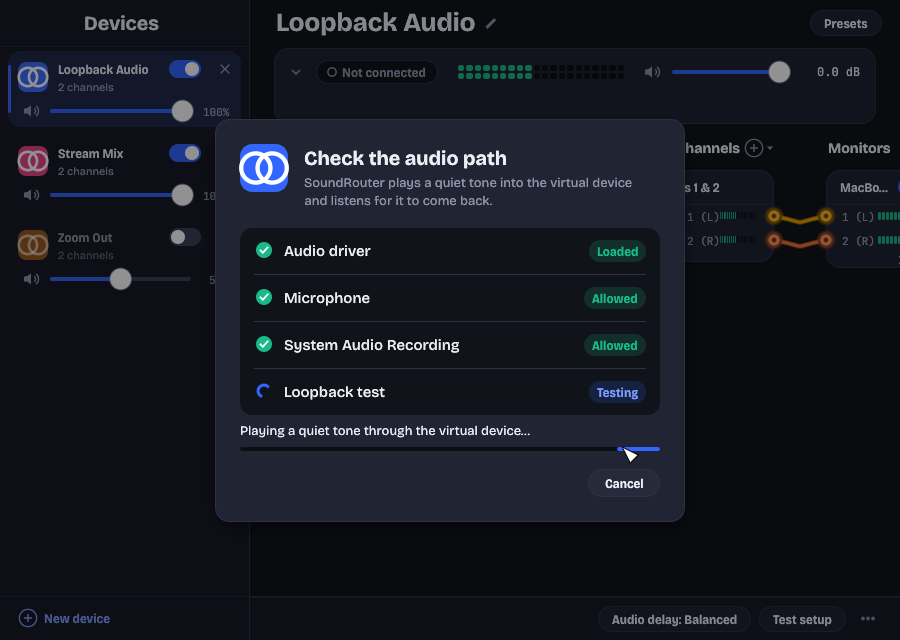 Devices
Loopback Audio
2 channels
100%
Stream Mix
2 channels
Zoom Out
2 channels
New device
Loopback Audio
Presets
Not connected
0.0 dB
Monitors
1 & 2
MacBo...
1 (L)
2 (R)
1 (L)
2 (R)
Check the audio path
SoundRouter plays a quiet tone into the virtual device
and listens for it to come back.
Audio driver
Loaded
Microphone
Allowed
System Audio Recording
Allowed
Loopback test
Testing
Playing a quiet tone through the virtual device...
Cancel
Audio delay: Balanced
Test setup